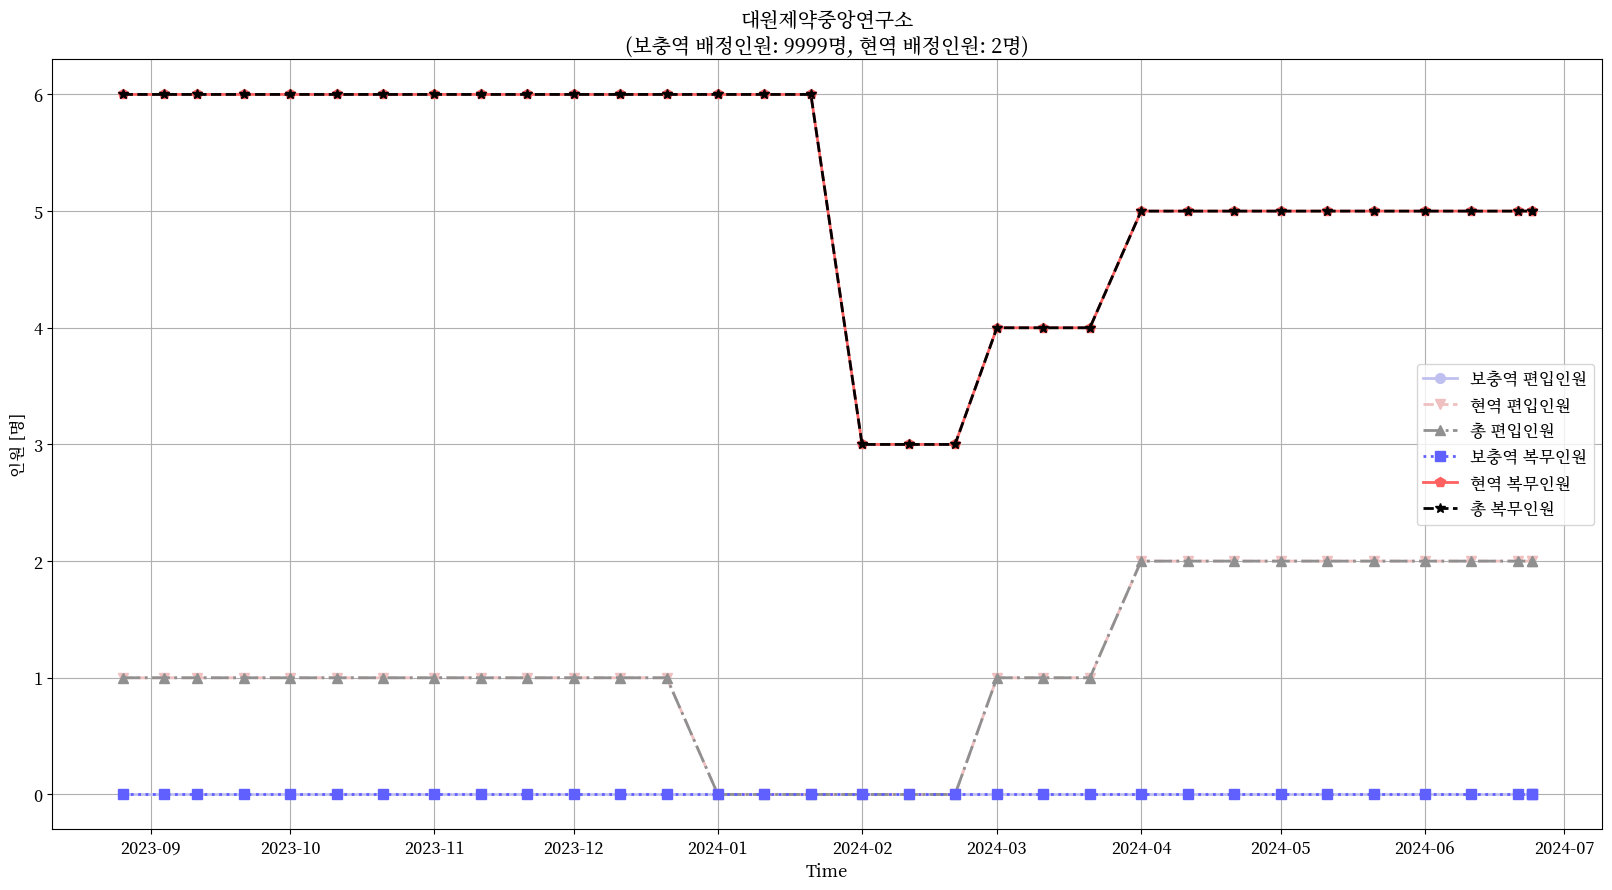 대원제약중앙연구소
(보충역 배정인원: 9999명, 현역 배정인원: 2명)
인원 [명]
6
5
4
3
2
1
0
보충역 편입인원
현역 편입인원
총 편입인원
보충역 복무인원
현역 복무인원
총 복무인원
2023-09
2023-10
2023-11
2023-12
2024-01
2024-02
2024-03
2024-04
2024-05
2024-06
2024-07
Time